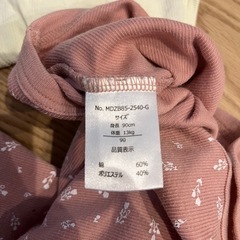 No. MDZB85-2540-G
サイズ
身長 90cm
体重 13kg
90
品質表示
綿 60%
ポリエステル 40%